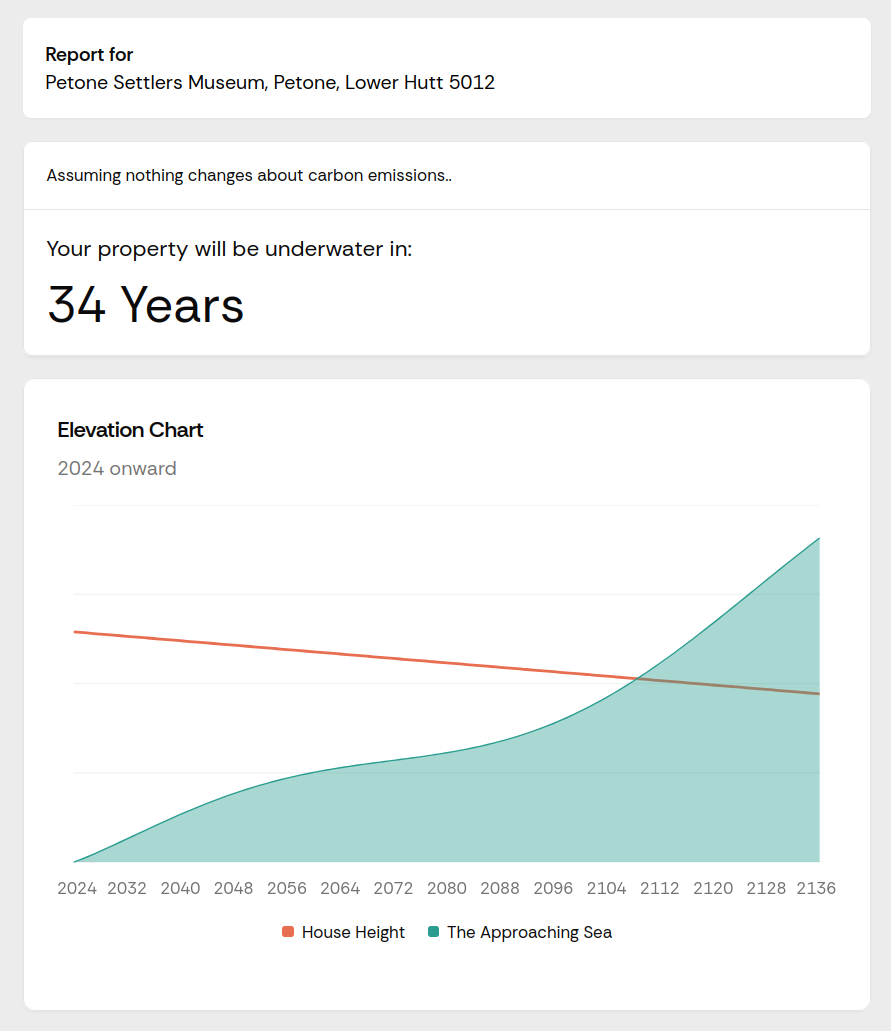 Report for
Petone Settlers Museum, Petone, Lower Hutt 5012
Assuming nothing changes about carbon emissions..
Your property will be underwater in:
34 Years
Elevation Chart
2024 onward
2024 2032 2040 2048 2056 2064 2072 2080 2088 2096 2104 2112 2120 2128 2136
House Height The Approaching Sea